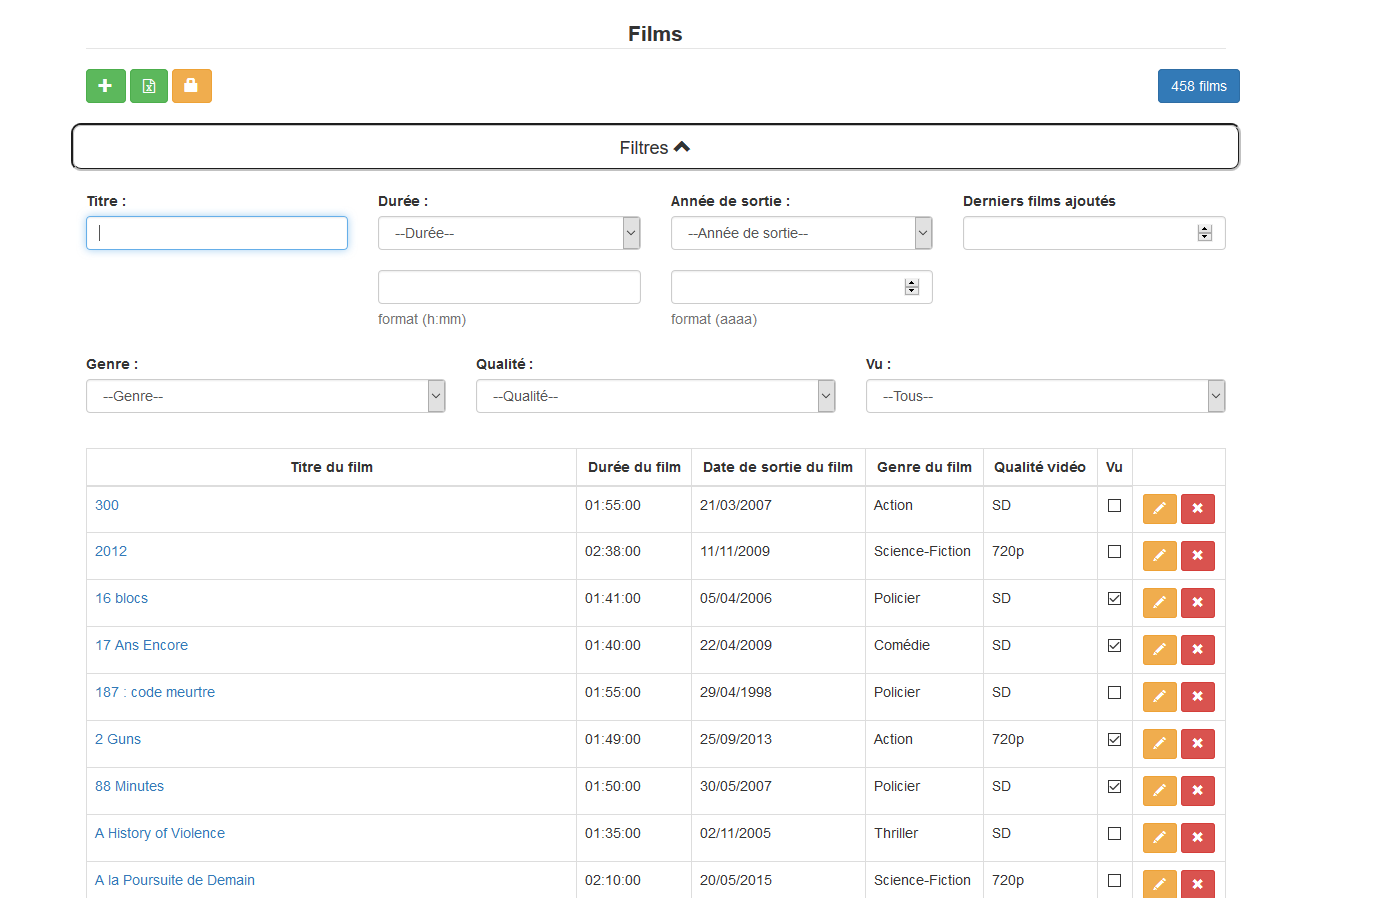 Films
458 films
Filtres
Titre : Durée : Année de sortie : Derniers films ajoutés
--Durée-- --Année de sortie--
format (h:mm) format (aaaa)
Genre : Qualité : Vu :
--Genre-- --Qualité-- --Tous--
Titre du film Durée du film Date de sortie du film Genre du film Qualité vidéo Vu
300 01:55:00 21/03/2007 Action SD
2012 02:38:00 11/11/2009 Science-Fiction 720p
16 blocs 01:41:00 05/04/2006 Policier SD
17 Ans Encore 01:40:00 22/04/2009 Comédie SD
187 : code meurtre 01:55:00 29/04/1998 Policier SD
2 Guns 01:49:00 25/09/2013 Action 720p
88 Minutes 01:50:00 30/05/2007 Policier SD
A History of Violence 01:35:00 02/11/2005 Thriller SD
A la Poursuite de Demain 02:10:00 20/05/2015 Science-Fiction 720p